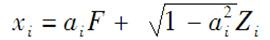 x_i = a_i F + √(1 − a_i^2) Z_i